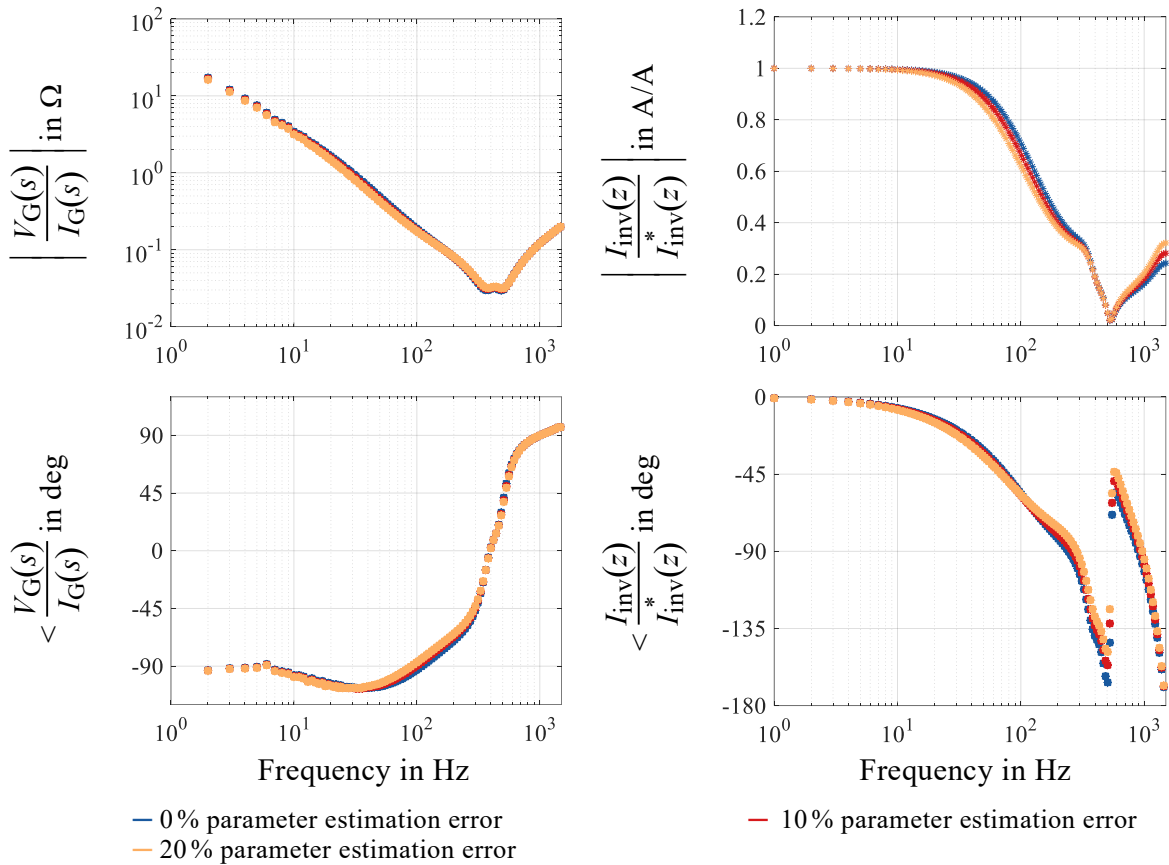 | V_G(s) / I_G(s) | in Ω
10^2
10^1
10^0
10^-1
10^-2
10^0 10^1 10^2 10^3
| I_inv(z) / I*_inv(z) | in A/A
1.2
1
0.8
0.6
0.4
0.2
0
10^0 10^1 10^2 10^3
< V_G(s) / I_G(s) in deg
90
45
0
-45
-90
10^0 10^1 10^2 10^3
Frequency in Hz
< I_inv(z) / I*_inv(z) in deg
0
-45
-90
-135
-180
10^0 10^1 10^2 10^3
Frequency in Hz
0 % parameter estimation error
10 % parameter estimation error
20 % parameter estimation error